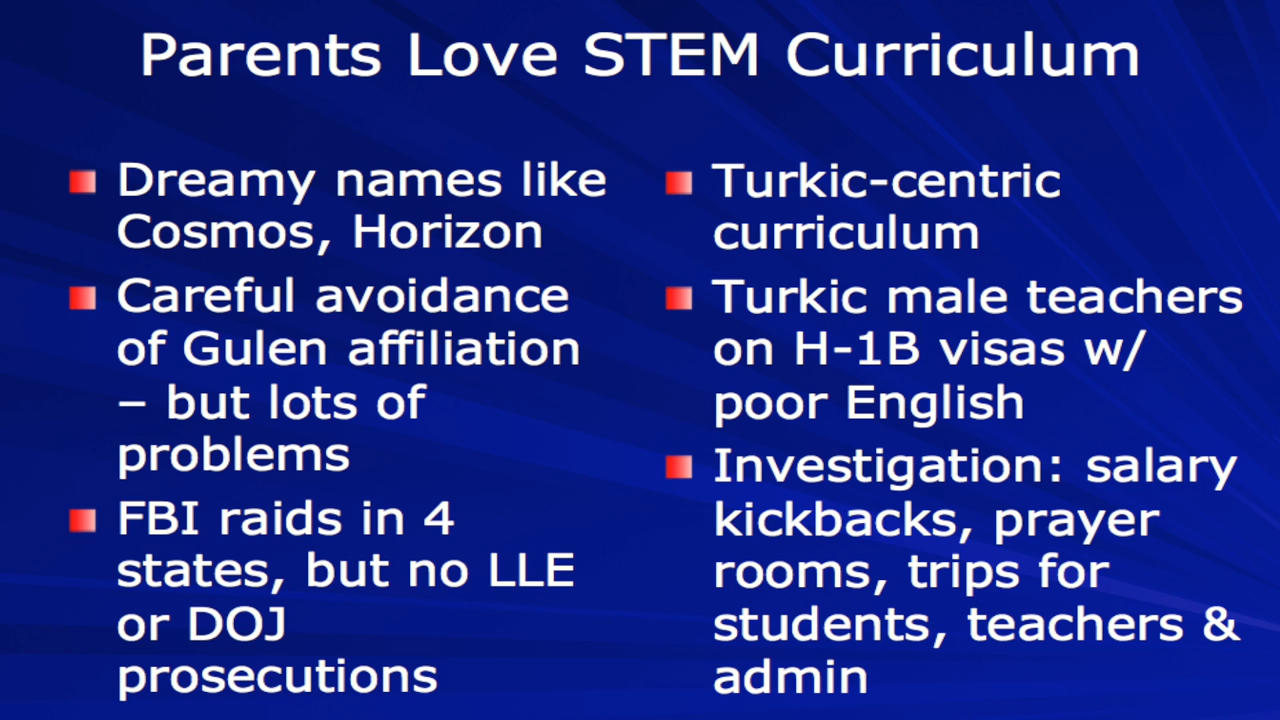 Parents Love STEM Curriculum
Dreamy names like
Cosmos, Horizon
Careful avoidance
of Gulen affiliation
– but lots of
problems
FBI raids in 4
states, but no LLE
or DOJ
prosecutions
Turkic-centric
curriculum
Turkic male teachers
on H-1B visas w/
poor English
Investigation: salary
kickbacks, prayer
rooms, trips for
students, teachers &
admin